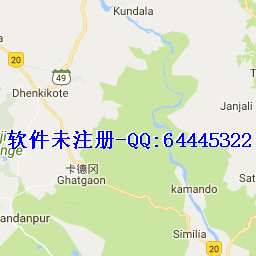 Kundala
20
49
Dhenkikote
Janjali
软件未注册-QQ:64445322
nge
卡德冈
Ghatgaon
Sat
kamando
andanpur
Similia
20